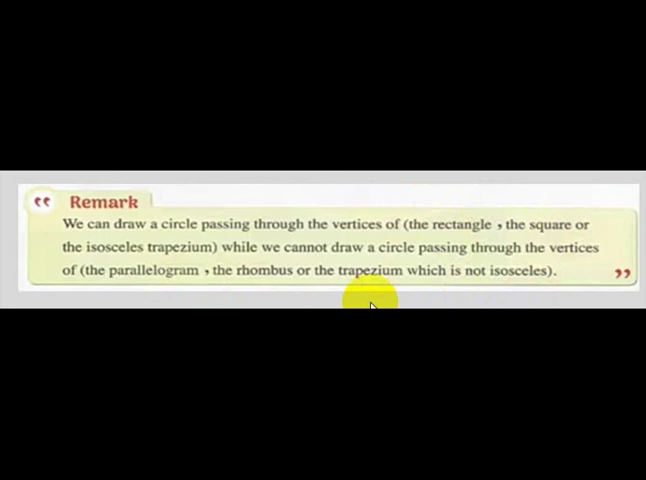 Remark
We can draw a circle passing through the vertices of (the rectangle , the square or
the isosceles trapezium) while we cannot draw a circle passing through the vertices
of (the parallelogram , the rhombus or the trapezium which is not isosceles).